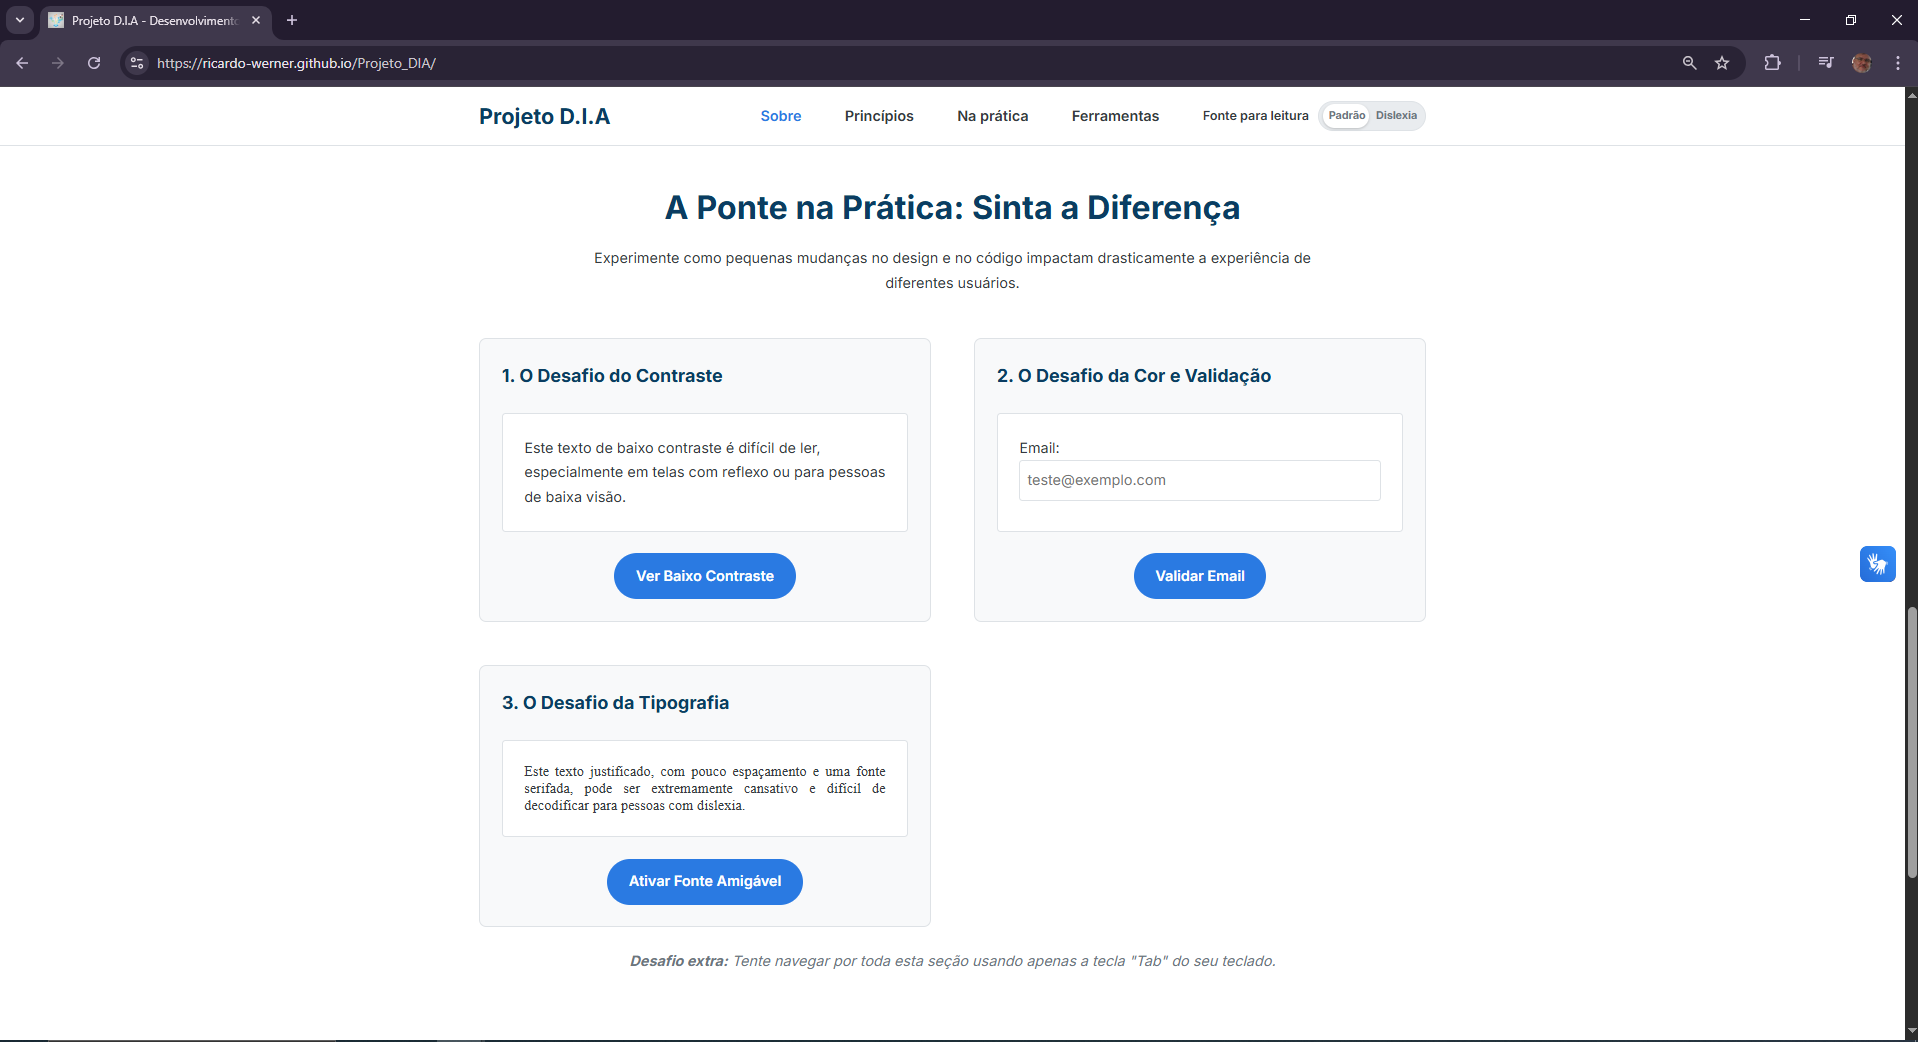 Projeto D.I.A - Desenvolvimento
https://ricardo-werner.github.io/Projeto_DIA/
Projeto D.I.A
Sobre
Princípios
Na prática
Ferramentas
Fonte para leitura
Padrão
Dislexia
A Ponte na Prática: Sinta a Diferença
Experimente como pequenas mudanças no design e no código impactam drasticamente a experiência de
diferentes usuários.
1. O Desafio do Contraste
Este texto de baixo contraste é difícil de ler,
especialmente em telas com reflexo ou para pessoas
de baixa visão.
Ver Baixo Contraste
2. O Desafio da Cor e Validação
Email:
teste@exemplo.com
Validar Email
3. O Desafio da Tipografia
Este texto justificado, com pouco espaçamento e uma fonte
serifada, pode ser extremamente cansativo e difícil de
decodificar para pessoas com dislexia.
Ativar Fonte Amigável
Desafio extra: Tente navegar por toda esta seção usando apenas a tecla "Tab" do seu teclado.